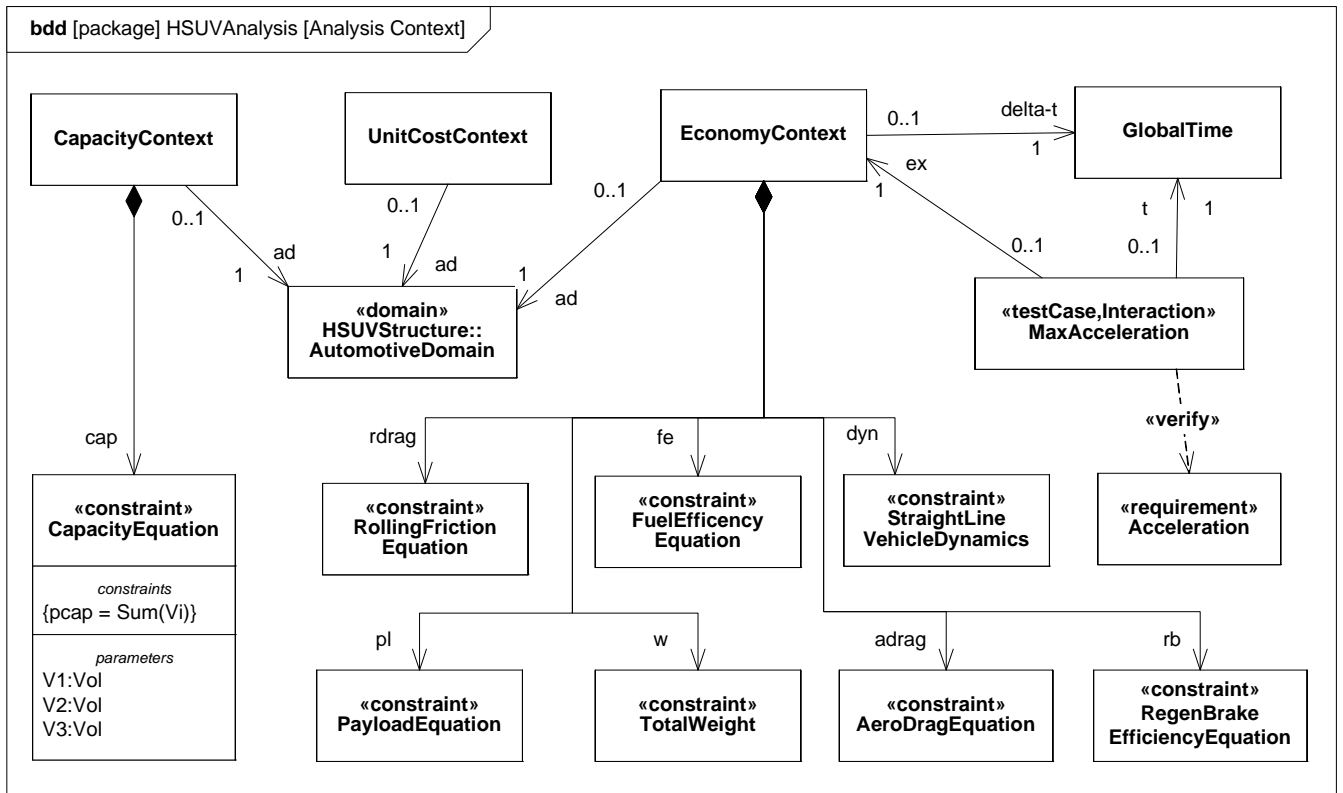 bdd [package] HSUVAnalysis [Analysis Context]
CapacityContext
UnitCostContext
EconomyContext
GlobalTime
0..1
delta-t
1
ex
1
0..1
ad
1
0..1
1
ad
0..1
1
ad
0..1
t
1
0..1
«domain»
HSUVStructure::
AutomotiveDomain
«testCase,Interaction»
MaxAcceleration
«verify»
cap
rdrag
fe
dyn
«constraint»
CapacityEquation
constraints
{pcap = Sum(Vi)}
parameters
V1:Vol
V2:Vol
V3:Vol
«constraint»
RollingFriction
Equation
«constraint»
FuelEfficency
Equation
«constraint»
StraightLine
VehicleDynamics
«requirement»
Acceleration
pl
w
adrag
rb
«constraint»
PayloadEquation
«constraint»
TotalWeight
«constraint»
AeroDragEquation
«constraint»
RegenBrake
EfficiencyEquation